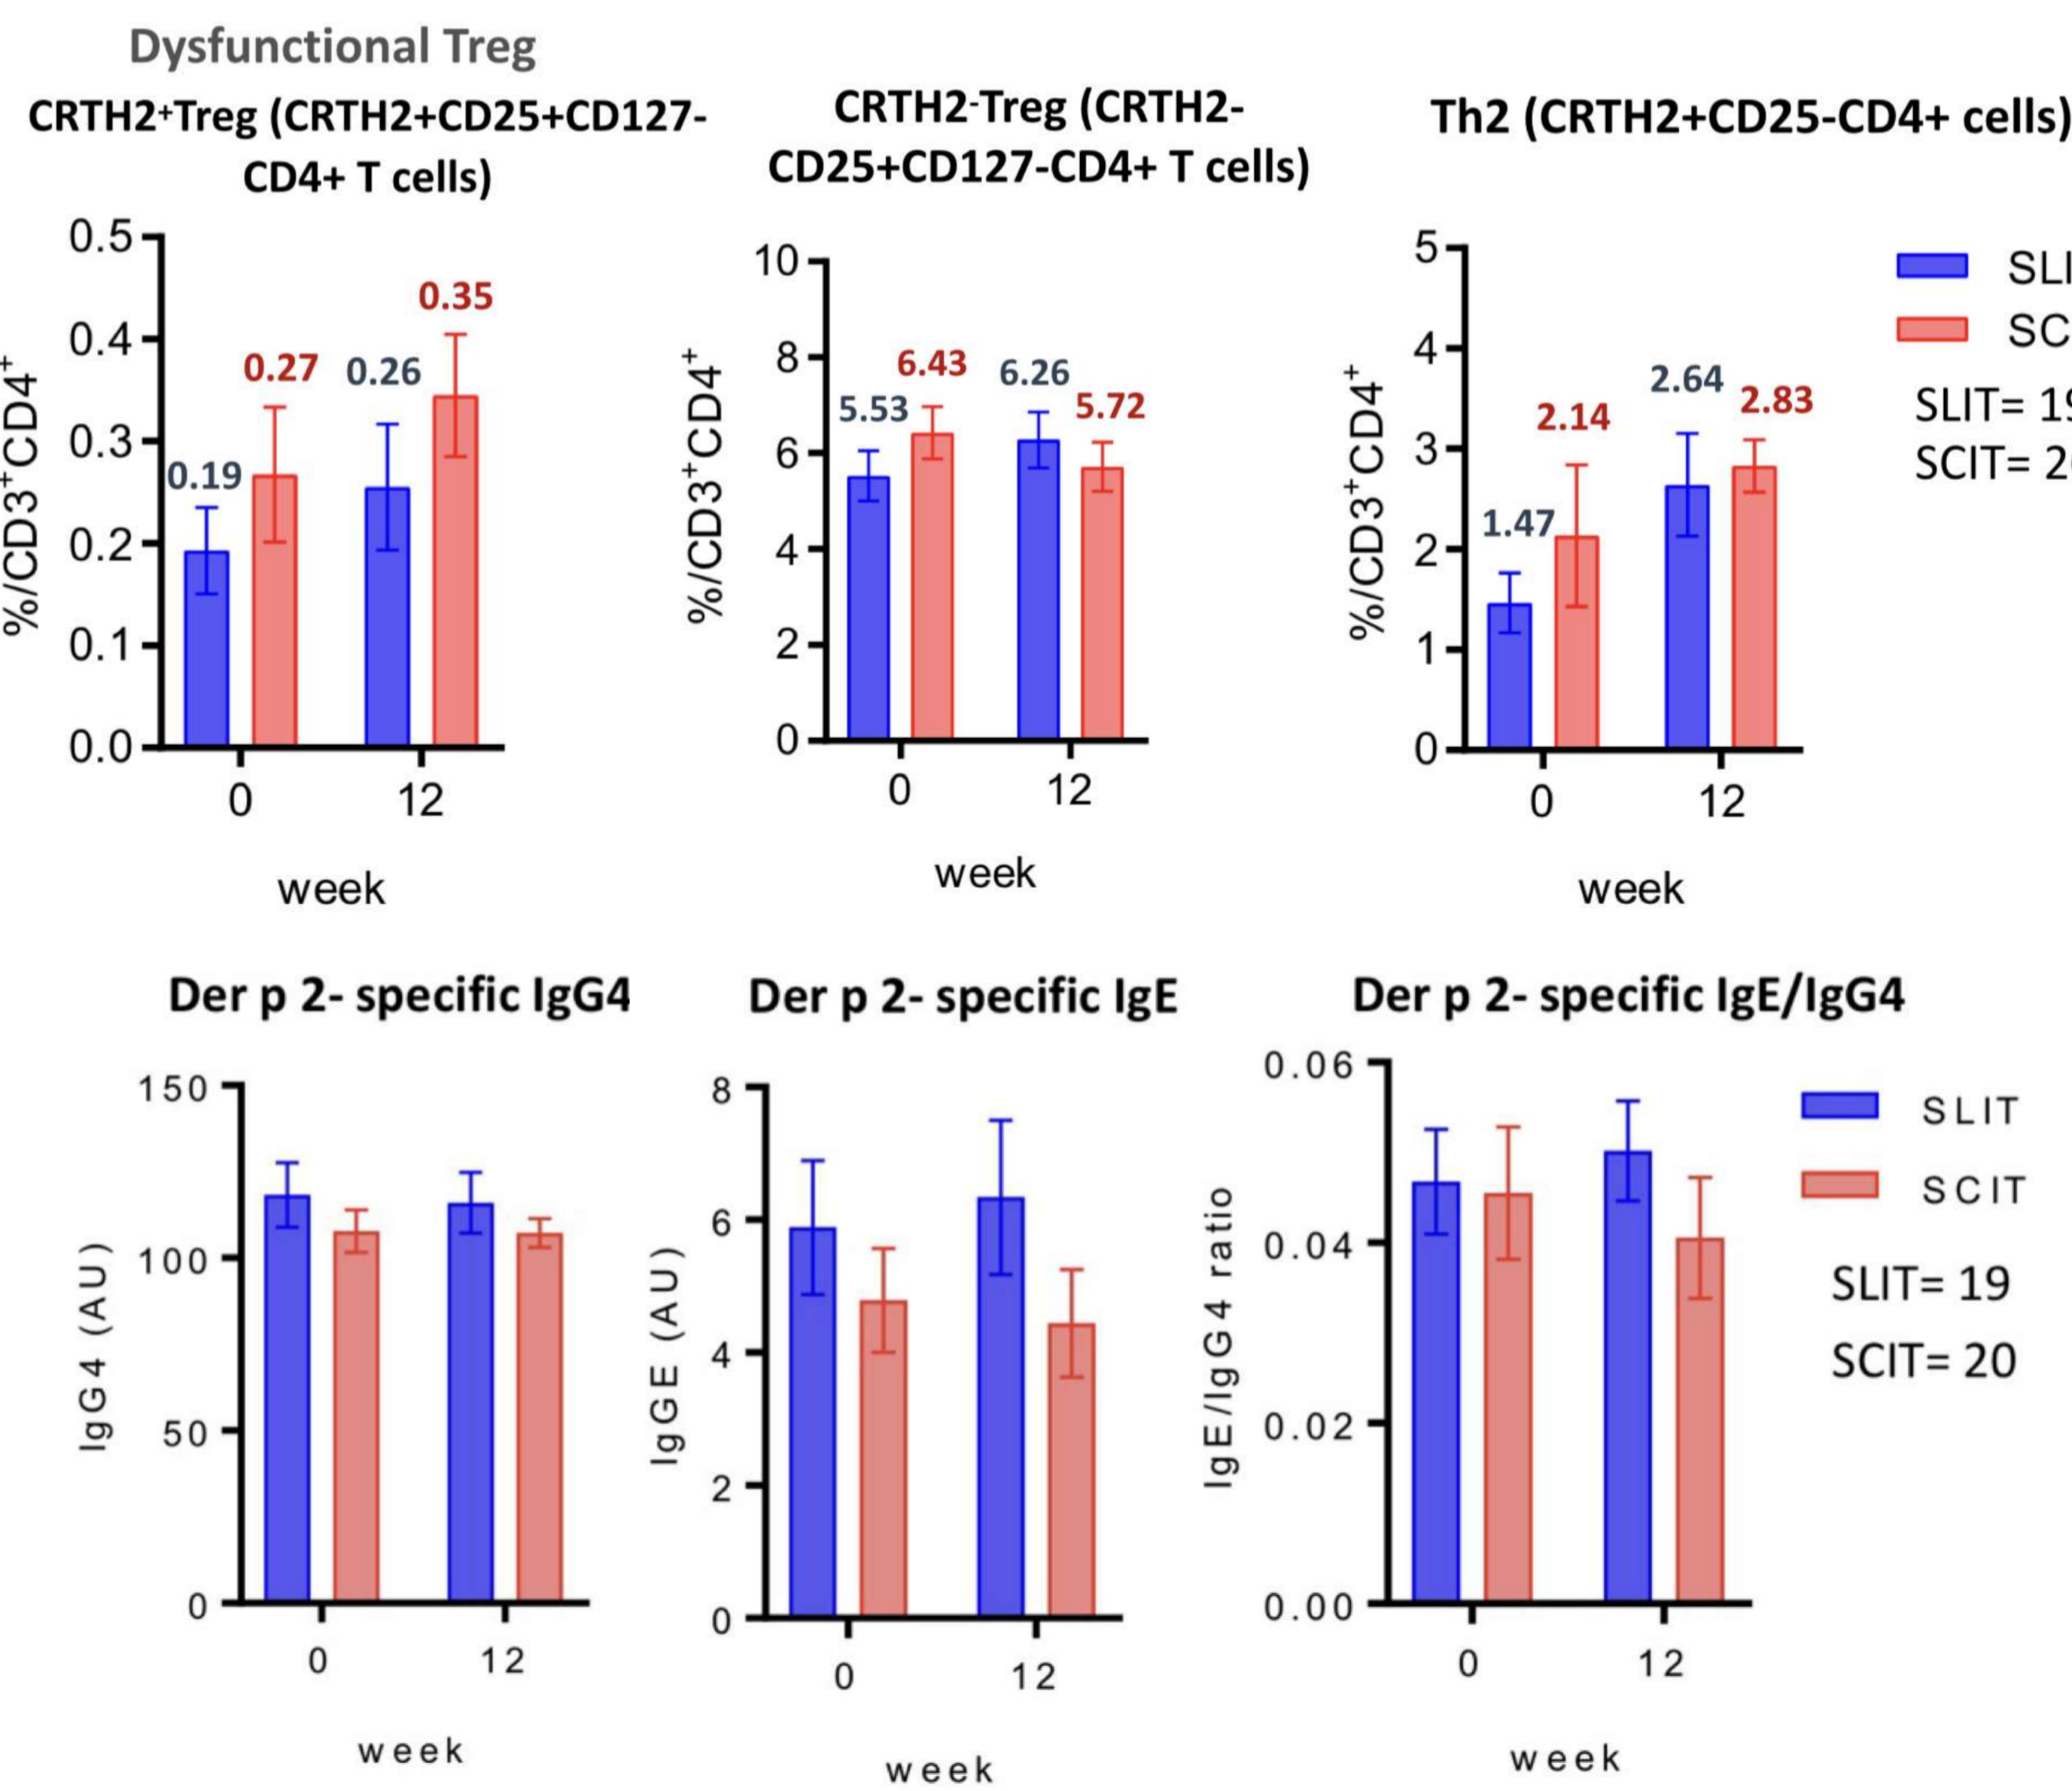 Dysfunctional Treg
CRTH2⁺Treg (CRTH2+CD25+CD127-
CD4+ T cells)
%/CD3⁺CD4⁺
0.5
0.4
0.3
0.2
0.1
0.0
0.19
0.27
0.26
0.35
0
12
week
CRTH2⁻Treg (CRTH2-
CD25+CD127-CD4+ T cells)
%/CD3⁺CD4⁺
10
8
6
4
2
0
5.53
6.43
6.26
5.72
0
12
week
Th2 (CRTH2+CD25-CD4+ cells)
%/CD3⁺CD4⁺
5
4
3
2
1
0
1.47
2.14
2.64
2.83
0
12
week
SLI
SC
SLIT= 19
SCIT= 2
Der p 2- specific IgG4
IgG4 (AU)
150
100
50
0
0
12
week
Der p 2- specific IgE
IgGE (AU)
8
6
4
2
0
0
12
week
Der p 2- specific IgE/IgG4
IgE/IgG4 ratio
0.06
0.04
0.02
0.00
0
12
week
SLIT
SCIT
SLIT= 19
SCIT= 20